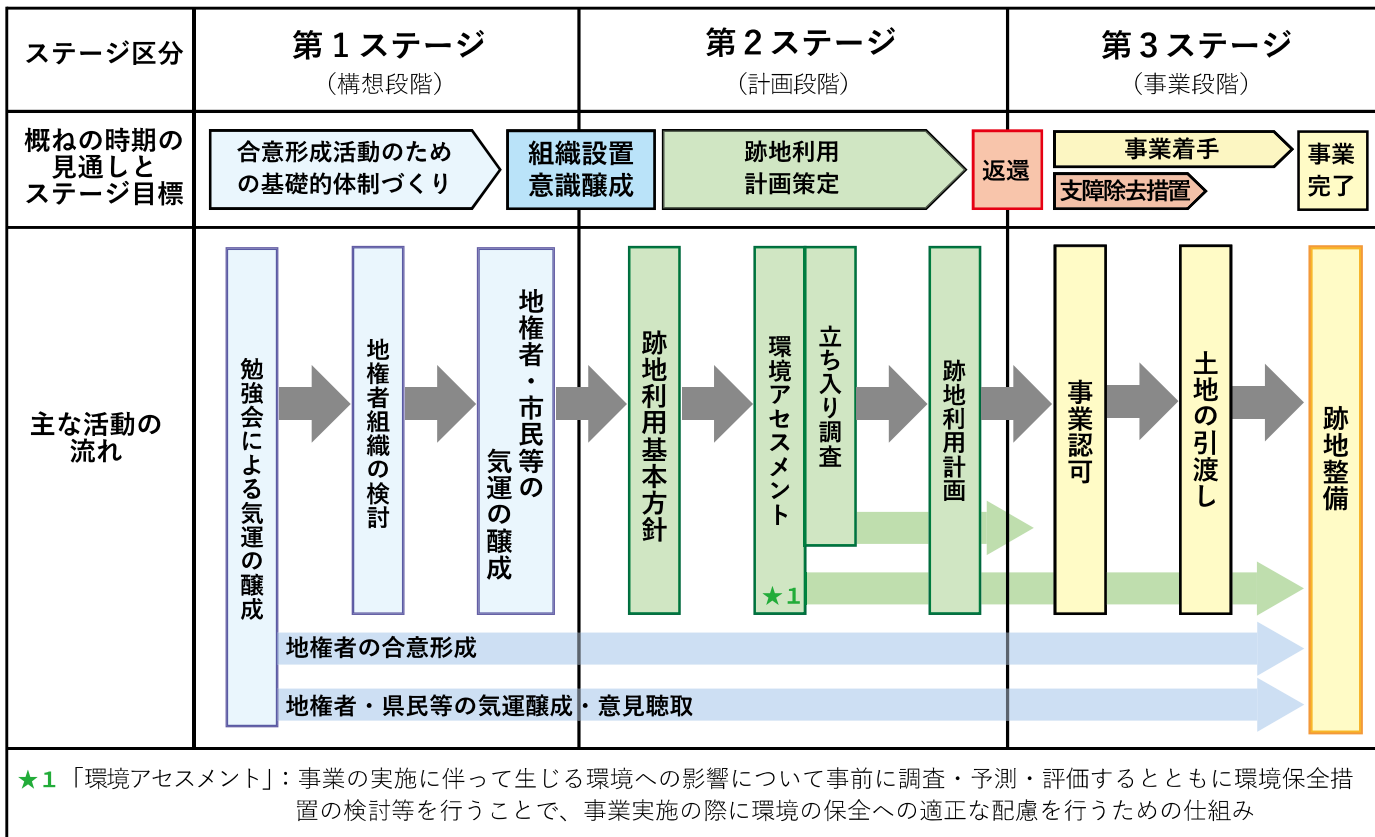 ステージ区分
第1ステージ
(構想段階)
第2ステージ
(計画段階)
第3ステージ
(事業段階)
概ねの時期の
見通しと
ステージ目標
合意形成活動のため
の基礎的体制づくり
組織設置
意識醸成
跡地利用
計画策定
返還
事業着手
支障除去措置
事業
完了
主な活動の
流れ
勉強会による気運の醸成
地権者組織の検討
地権者・市民等の
気運の醸成
跡地利用基本方針
環境アセスメント
★1
立ち入り調査
跡地利用計画
事業認可
土地の引渡し
跡地整備
地権者の合意形成
地権者・県民等の気運醸成・意見聴取
★1「環境アセスメント」:事業の実施に伴って生じる環境への影響について事前に調査・予測・評価するとともに環境保全措
置の検討等を行うことで、事業実施の際に環境の保全への適正な配慮を行うための仕組み